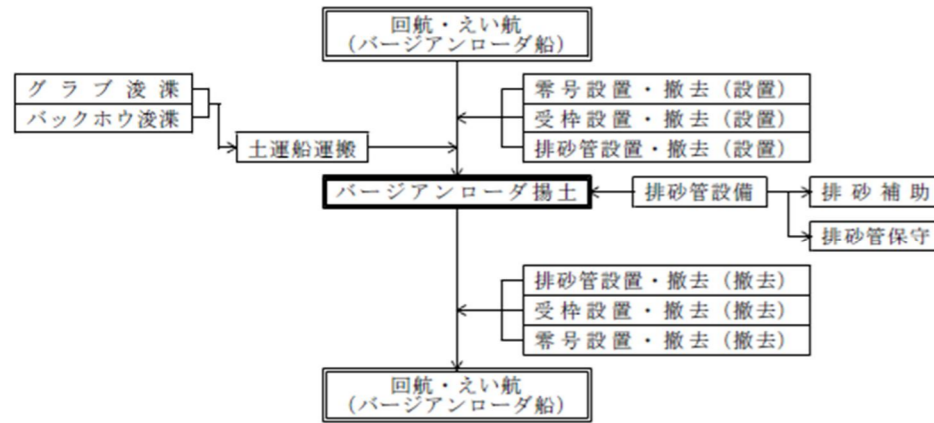 回航・えい航
(バージアンローダ船)
グラブ浚渫
バックホウ浚渫
土運船運搬
零号設置・撤去(設置)
受枠設置・撤去(設置)
排砂管設置・撤去(設置)
バージアンローダ揚土
排砂管設備
排砂補助
排砂管保守
排砂管設置・撤去(撤去)
受枠設置・撤去(撤去)
零号設置・撤去(撤去)
回航・えい航
(バージアンローダ船)